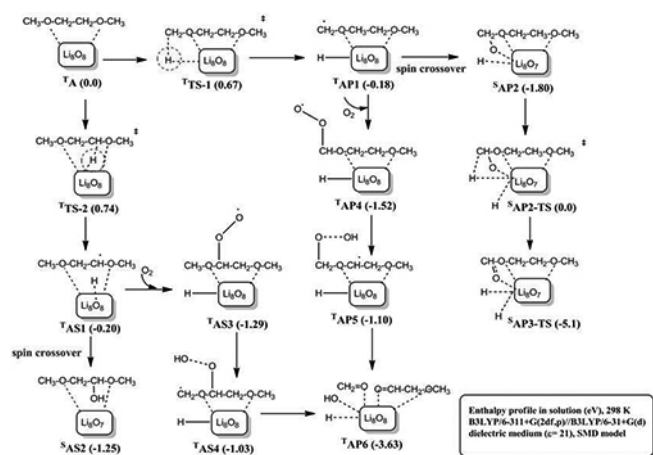 CH₃-O-CH₂-CH₂-O-CH₃
Li₈O₈
ᵀA (0.0)
CH₂-O-CH₂-CH₂-O-CH₃ ‡
H
Li₈O₈
ᵀTS-1 (0.67)
CH₂-O-CH₂-CH₂-O-CH₃
H
Li₈O₈
ᵀAP1 (-0.18)
spin crossover
CH₂-O-CH₂-CH₂-O-CH₃
O
H
Li₈O₇
ˢAP2 (-1.80)
O₂
CH₃-O-CH₂-CH-O-CH₃ ‡
H
Li₈O₈
ᵀTS-2 (0.74)
O
O
CH-O-CH₂-CH₂-O-CH₃
H
Li₈O₈
ᵀAP4 (-1.52)
CH-O-CH₂-CH₂-O-CH₃ ‡
O
H
H
Li₈O₇
ˢAP2-TS (0.0)
CH₃-O-CH₂-CH-O-CH₃
H
Li₈O₈
ᵀAS1 (-0.20)
O₂
O
O
CH₃-O-CH-CH₂-O-CH₃
H
Li₈O₈
ᵀAS3 (-1.29)
O
OH
CH₂-O-CH-CH₂-O-CH₃
H
Li₈O₈
ᵀAP5 (-1.10)
CH-O-CH₂-CH₂-O-CH₃
O
H
H
Li₈O₇
ˢAP3-TS (-5.1)
spin crossover
CH₃-O-CH₂-CH-O-CH₃
OH
Li₈O₇
ˢAS2 (-1.25)
HO
O
CH₂-O-CH-CH₂-O-CH₃
H
Li₈O₈
ᵀAS4 (-1.03)
CH₂=O
O=CH-CH₂-O-CH₃
HO
H
Li₈O₈
ᵀAP6 (-3.63)
Enthalpy profile in solution (eV), 298 K
B3LYP/6-311+G(2df,p)//B3LYP/6-31+G(d)
dielectric medium (ε= 21), SMD model